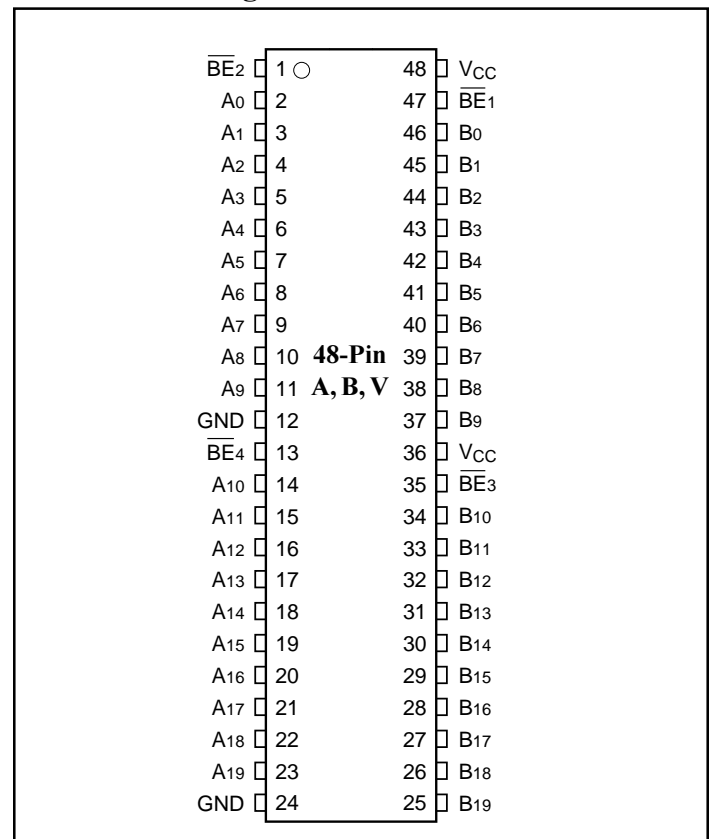 B̅E̅2 1 48 VCC
A0 2 47 B̅E̅1
A1 3 46 B0
A2 4 45 B1
A3 5 44 B2
A4 6 43 B3
A5 7 42 B4
A6 8 41 B5
A7 9 40 B6
A8 10 48-Pin 39 B7
A9 11 A, B, V 38 B8
GND 12 37 B9
B̅E̅4 13 36 VCC
A10 14 35 B̅E̅3
A11 15 34 B10
A12 16 33 B11
A13 17 32 B12
A14 18 31 B13
A15 19 30 B14
A16 20 29 B15
A17 21 28 B16
A18 22 27 B17
A19 23 26 B18
GND 24 25 B19